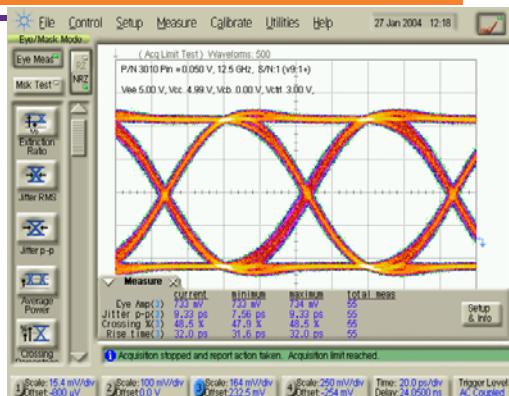 File Control Setup Measure Calibrate Utilities Help 27 Jan 2004 12:18
Eye/Mask Mode
Eye Meas
NRZ
Msk Test
(Acq Limit Test) Waveforms: 500
P/N 3010 Pin = 0.050 V, 12.5 GHz, S/N:1 (v9.1+)
Vee 5.00 V, Vcc 4.99 V, Vcb 0.00 V, Vctrl 3.00 V,
Extinction
Ratio
Jitter RMS
Jitter p-p
Average
Power
Crossing
Measure
current minimum maximum total meas
Eye Amp(3) 733 mV 733 mV 734 mV 55
Jitter p-p(3) 9.33 ps 7.56 ps 9.33 ps 55
Crossing %(3) 48.5 % 47.9 % 48.5 % 55
Rise time(3) 32.0 ps 31.6 ps 32.0 ps 55
Setup
& Info
Acquisition stopped and report action taken. Acquisition limit reached.
1 Scale: 15.4 mV/div 2 Scale: 100 mV/div 3 Scale: 164 mV/div 4 Scale: 250 mV/div Time: 20.0 ps/div Trigger Level
Offset: -800 µV Offset: 0.0 V Offset: 232.5 mV Offset: -254 mV Delay: 24.0500 ns AC Coupled